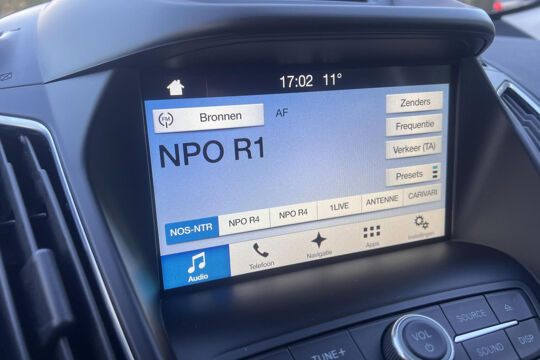 17:02 11°
FM Bronnen AF Zenders
Frequentie
NPO R1
Verkeer (TA)
Presets
NOS-NTR NPO R4 NPO R4 1LIVE ANTENNE CARIVARI
Audio Telefoon Navigatie Apps Instellingen
VOL SOURCE
TUNE+ SOUND DISP